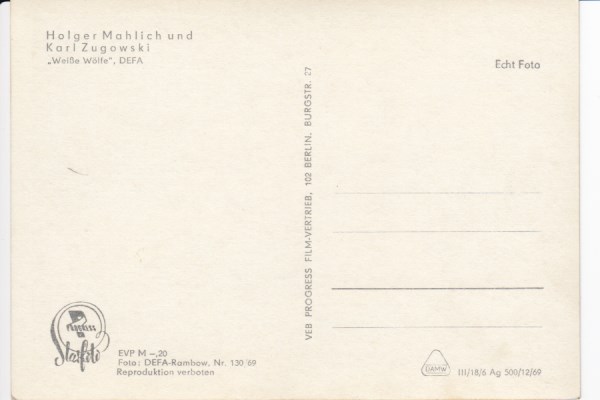 Holger Mahlich und
Karl Zugowski
„Weiße Wölfe", DEFA
Echt Foto
VEB PROGRESS FILM-VERTRIEB, 102 BERLIN, BURGSTR. 27
PROGRESS
Starfoto
EVP M –,20
Foto: DEFA-Rambow, Nr. 130/69
Reproduktion verboten
DAMW
III/18/6 Ag 500/12/69